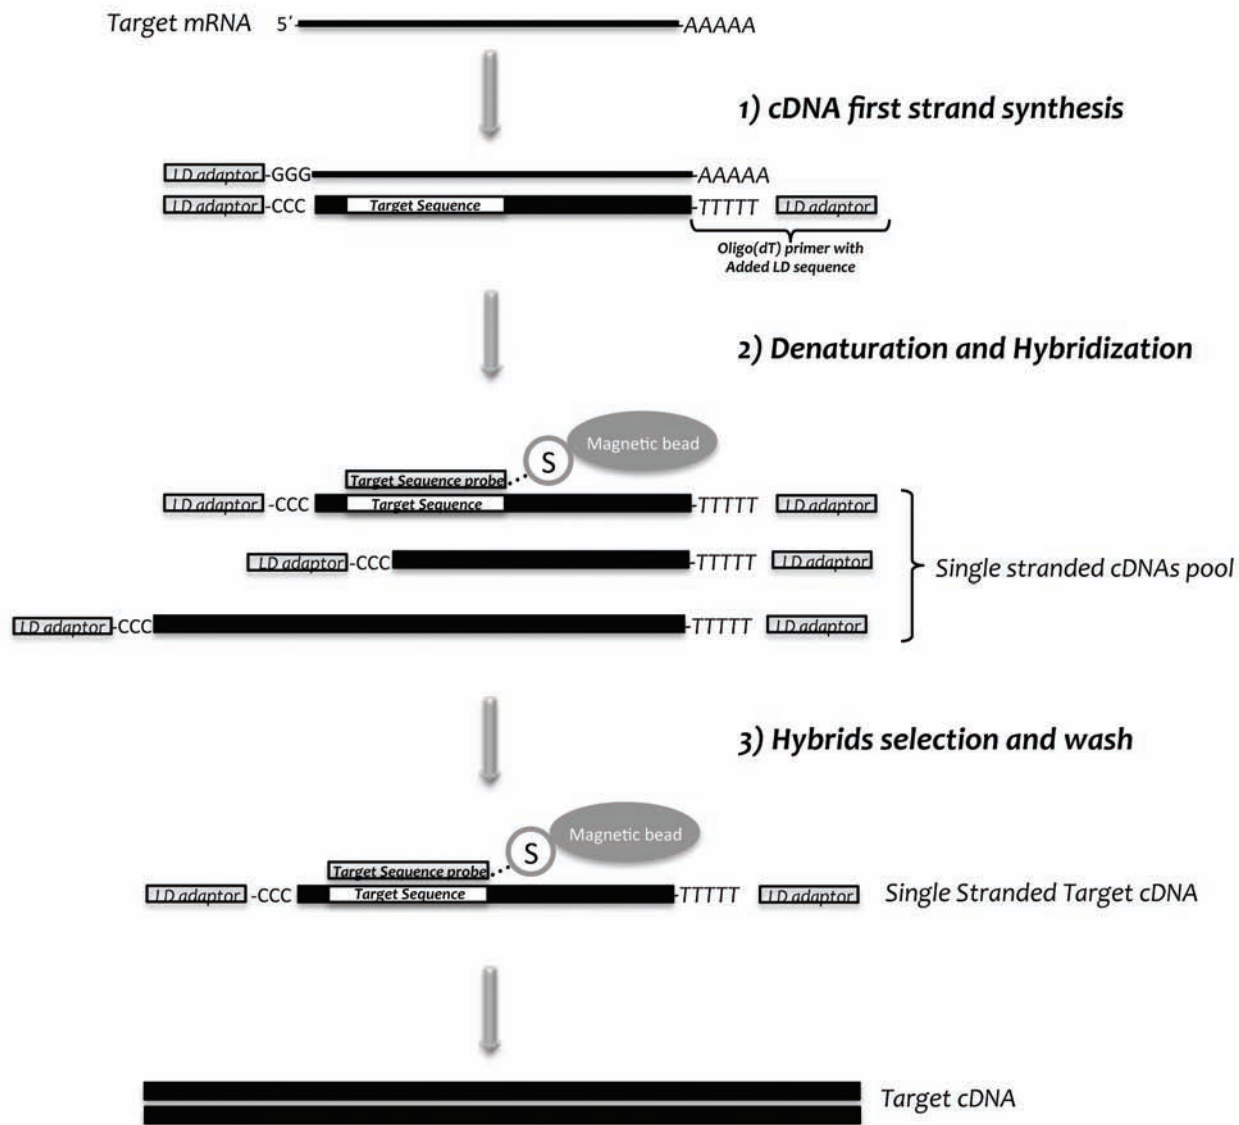 Target mRNA 5′ -AAAAA
1) cDNA first strand synthesis
LD adaptor -GGG -AAAAA
LD adaptor -CCC Target Sequence -TTTTT LD adaptor
Oligo(dT) primer with
Added LD sequence
2) Denaturation and Hybridization
Magnetic bead
S
Target Sequence probe
LD adaptor -CCC Target Sequence -TTTTT LD adaptor
LD adaptor -CCC -TTTTT LD adaptor
Single stranded cDNAs pool
LD adaptor -CCC -TTTTT LD adaptor
3) Hybrids selection and wash
Magnetic bead
S
Target Sequence probe
LD adaptor -CCC Target Sequence -TTTTT LD adaptor Single Stranded Target cDNA
Target cDNA